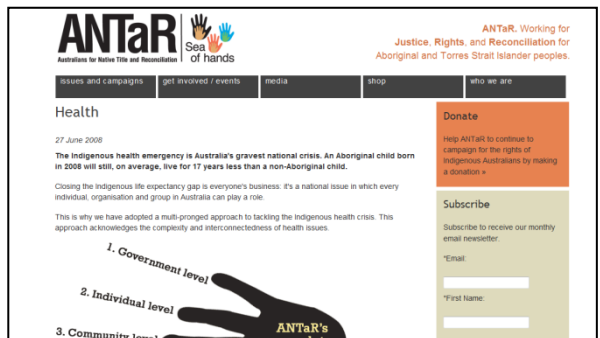 ANTaR
Australians for Native Title and Reconciliation
Sea
of hands
ANTaR. Working for
Justice, Rights, and Reconciliation for
Aboriginal and Torres Strait Islander peoples.
issues and campaigns
get involved / events
media
shop
who we are
Health
27 June 2008
The Indigenous health emergency is Australia's gravest national crisis. An Aboriginal child born
in 2008 will still, on average, live for 17 years less than a non-Aboriginal child.
Closing the Indigenous life expectancy gap is everyone's business: it's a national issue in which every
individual, organisation and group in Australia can play a role.
This is why we have adopted a multi-pronged approach to tackling the Indigenous health crisis. This
approach acknowledges the complexity and interconnectedness of health issues.
1. Government level
2. Individual level
3. Community level
ANTaR's
Donate
Help ANTaR to continue to
campaign for the rights of
Indigenous Australians by making
a donation »
Subscribe
Subscribe to receive our monthly
email newsletter.
*Email:
*First Name: